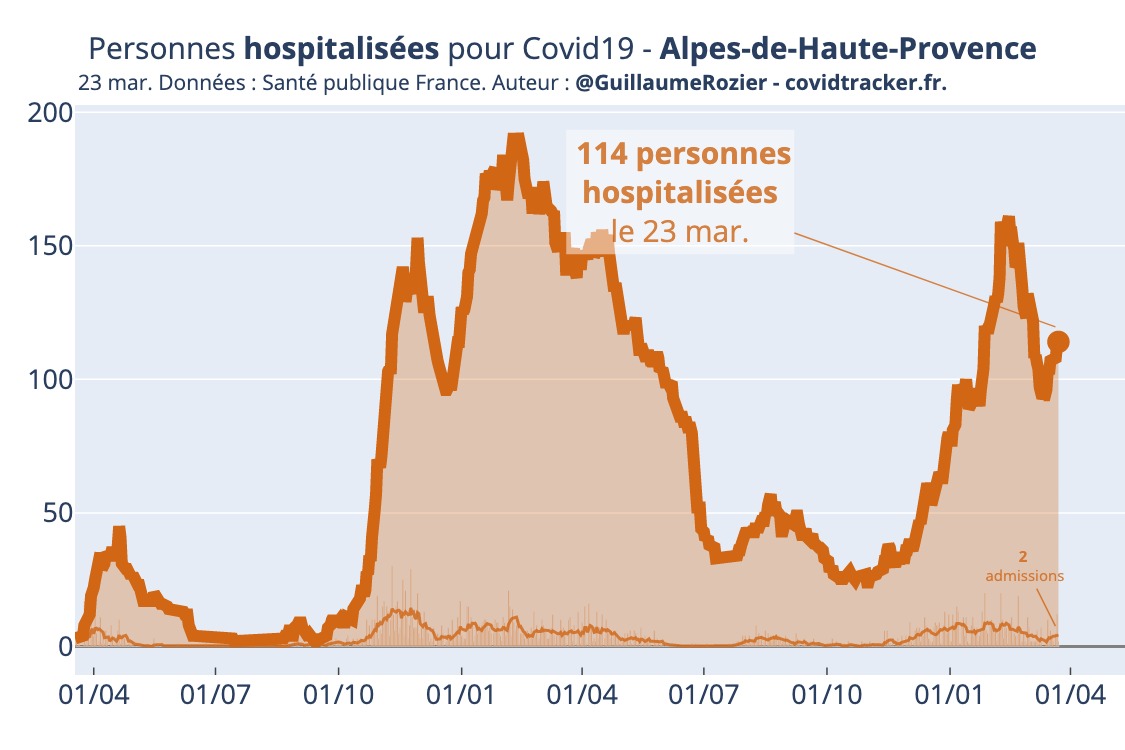 Personnes hospitalisées pour Covid19 - Alpes-de-Haute-Provence
23 mar. Données : Santé publique France. Auteur : @GuillaumeRozier - covidtracker.fr.
200
114 personnes
hospitalisées
le 23 mar.
150
100
50
2
admissions
0
01/04 01/07 01/10 01/01 01/04 01/07 01/10 01/01 01/04